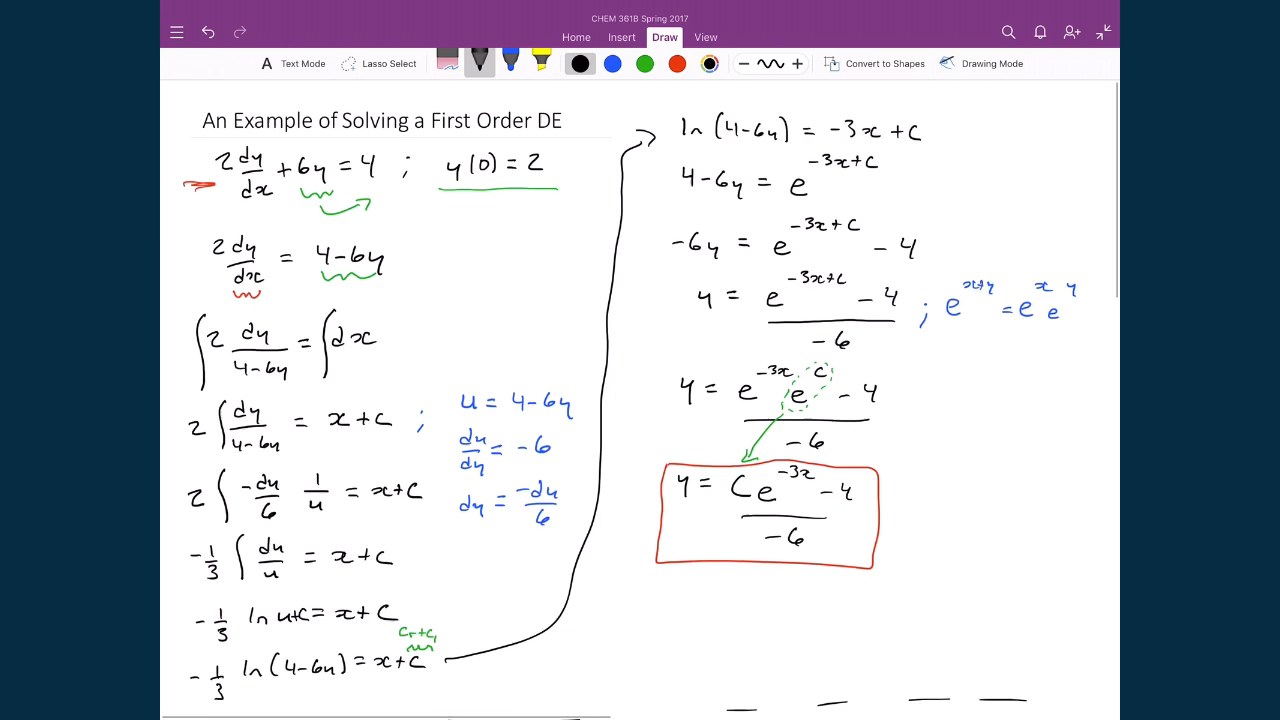 CHEM 361B Spring 2017
Home Insert Draw View
Text Mode Lasso Select Convert to Shapes Drawing Mode
An Example of Solving a First Order DE
2 dy/dx + 6y = 4 ; y(0) = 2
2 dy/dx = 4-6y
∫ 2 dy/(4-6y) = ∫ dx
2 ∫ dy/(4-6y) = x+c ; u = 4-6y
du/dy = -6
2 ∫ -du/6 1/u = x+c dy = -du/6
-1/3 ∫ du/u = x+c
-1/3 ln u+c = x+c
-1/3 ln(4-6y) = x+c
ln(4-6y) = -3x+c
4-6y = e^(-3x+c)
-6y = e^(-3x+c) - 4
y = (e^(-3x+c) - 4)/-6 ; e^(x+y) = e^x e^y
y = (e^(-3x) e^c - 4)/-6
y = (Ce^(-3x) - 4)/-6